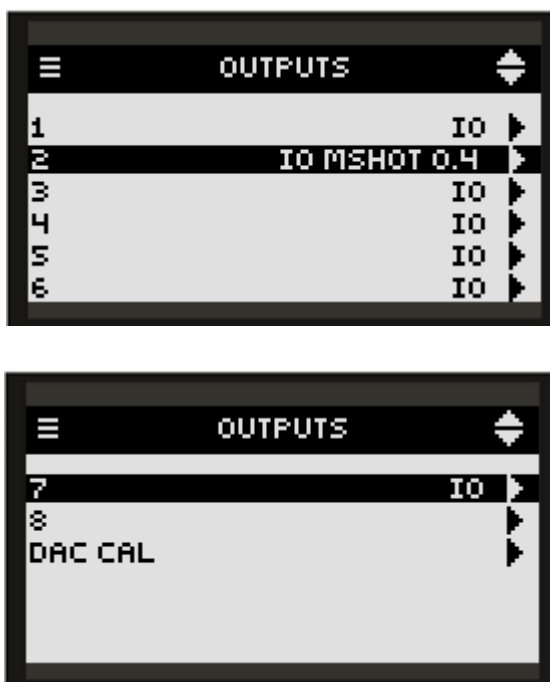 OUTPUTS
1 IO
2 IO MSHOT 0.4
3 IO
4 IO
5 IO
6 IO
OUTPUTS
7 IO
8
DAC CAL